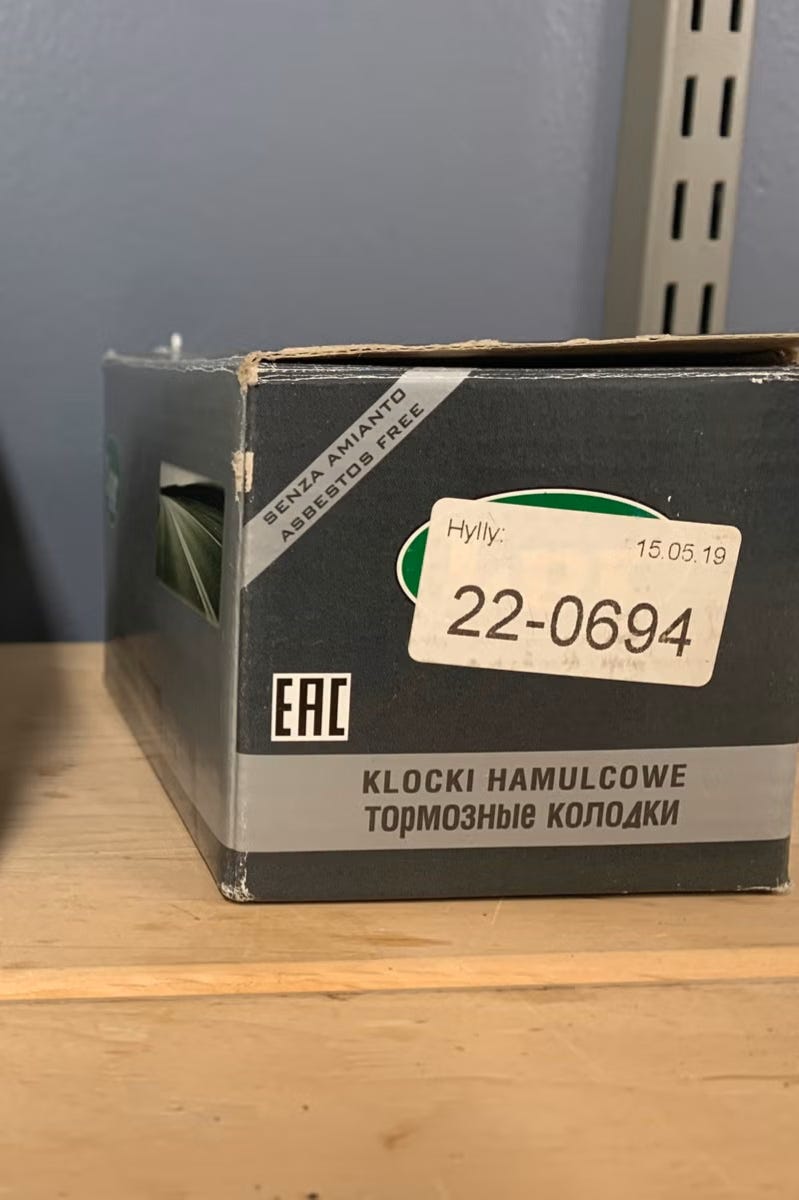 SENZA AMIANTO
ASBESTOS FREE
Hylly:
15.05.19
22-0694
EAC
KLOCKI HAMULCOWE
ТОРМОЗНЫЕ КОЛОДКИ